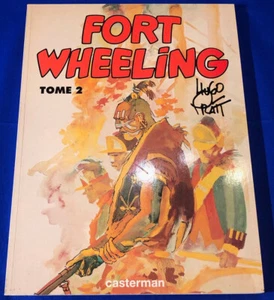 FORT
WHEELING
TOME 2
HUGO
PRATT
casterman